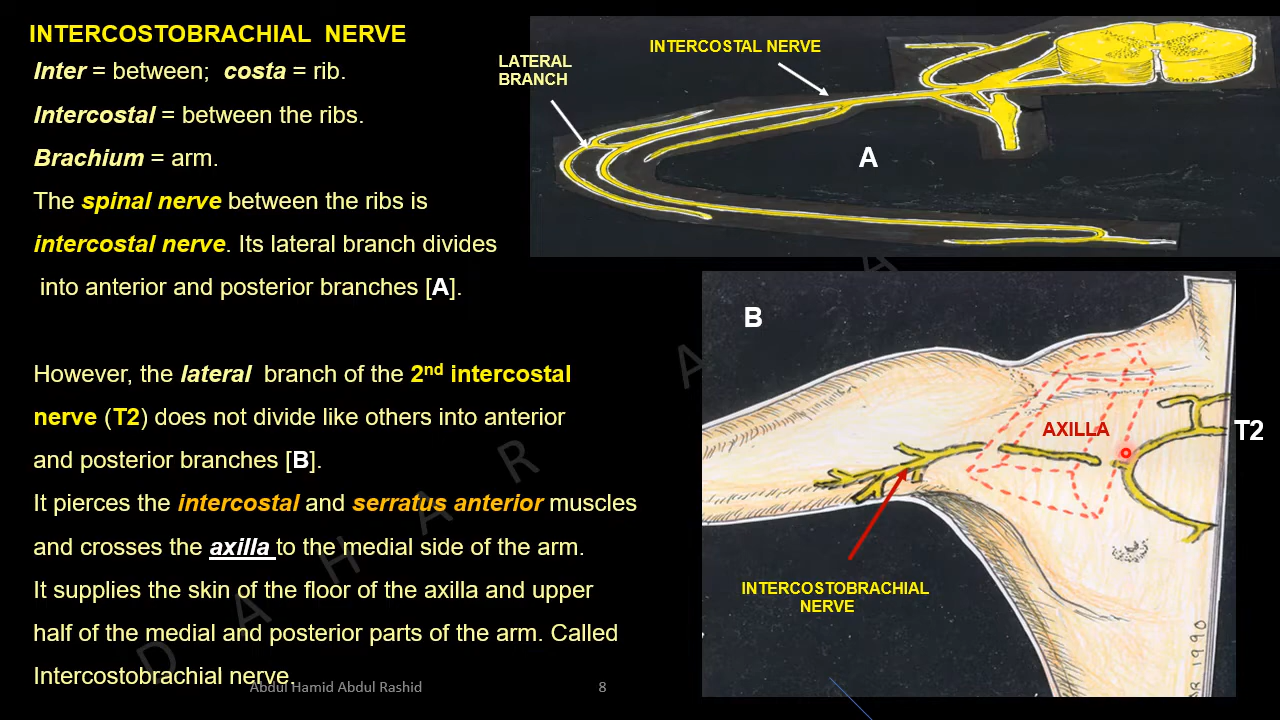 INTERCOSTOBRACHIAL NERVE
Inter = between; costa = rib.
Intercostal = between the ribs.
Brachium = arm.
The spinal nerve between the ribs is
intercostal nerve. Its lateral branch divides
into anterior and posterior branches [A].
However, the lateral branch of the 2nd intercostal
nerve (T2) does not divide like others into anterior
and posterior branches [B].
It pierces the intercostal and serratus anterior muscles
and crosses the axilla to the medial side of the arm.
It supplies the skin of the floor of the axilla and upper
half of the medial and posterior parts of the arm. Called
Intercostobrachial nerve.
LATERAL
BRANCH
INTERCOSTAL NERVE
A
B
AXILLA
T2
INTERCOSTOBRACHIAL
NERVE
1990
D A H A R A A
Abdul Hamid Abdul Rashid
8